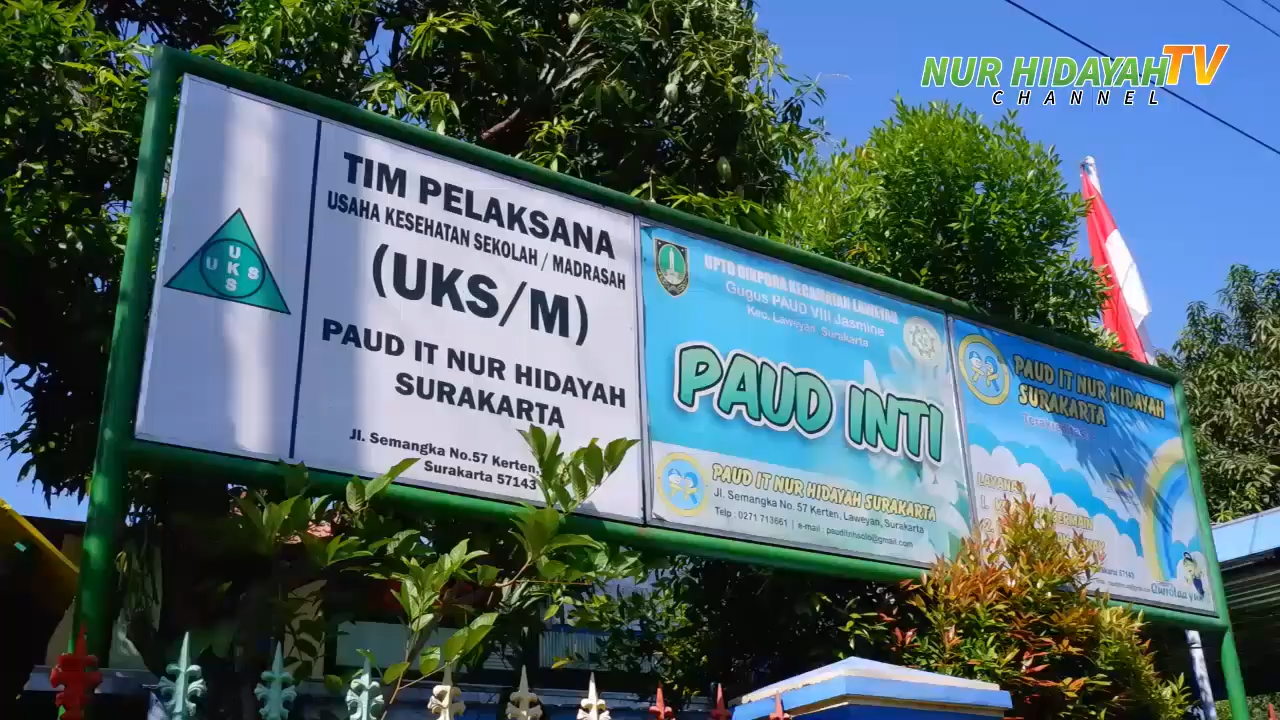 NUR HIDAYAH TV
CHANNEL
TIM PELAKSANA
USAHA KESEHATAN SEKOLAH / MADRASAH
(UKS/M)
PAUD IT NUR HIDAYAH
SURAKARTA
Jl. Semangka No.57 Kerten,
Surakarta 57143
U
U K S
S
UPTD DIKPORA KECAMATAN LAWEYAN
Gugus PAUD VIII Jasmine
Kec. Laweyan, Surakarta
PAUD INTI
PAUD IT NUR HIDAYAH SURAKARTA
Jl. Semangka No. 57 Kerten, Laweyan, Surakarta
Telp : 0271 713661 | e-mail : pauditnhsolo@gmail.com
PAUD IT NUR HIDAYAH
SURAKARTA